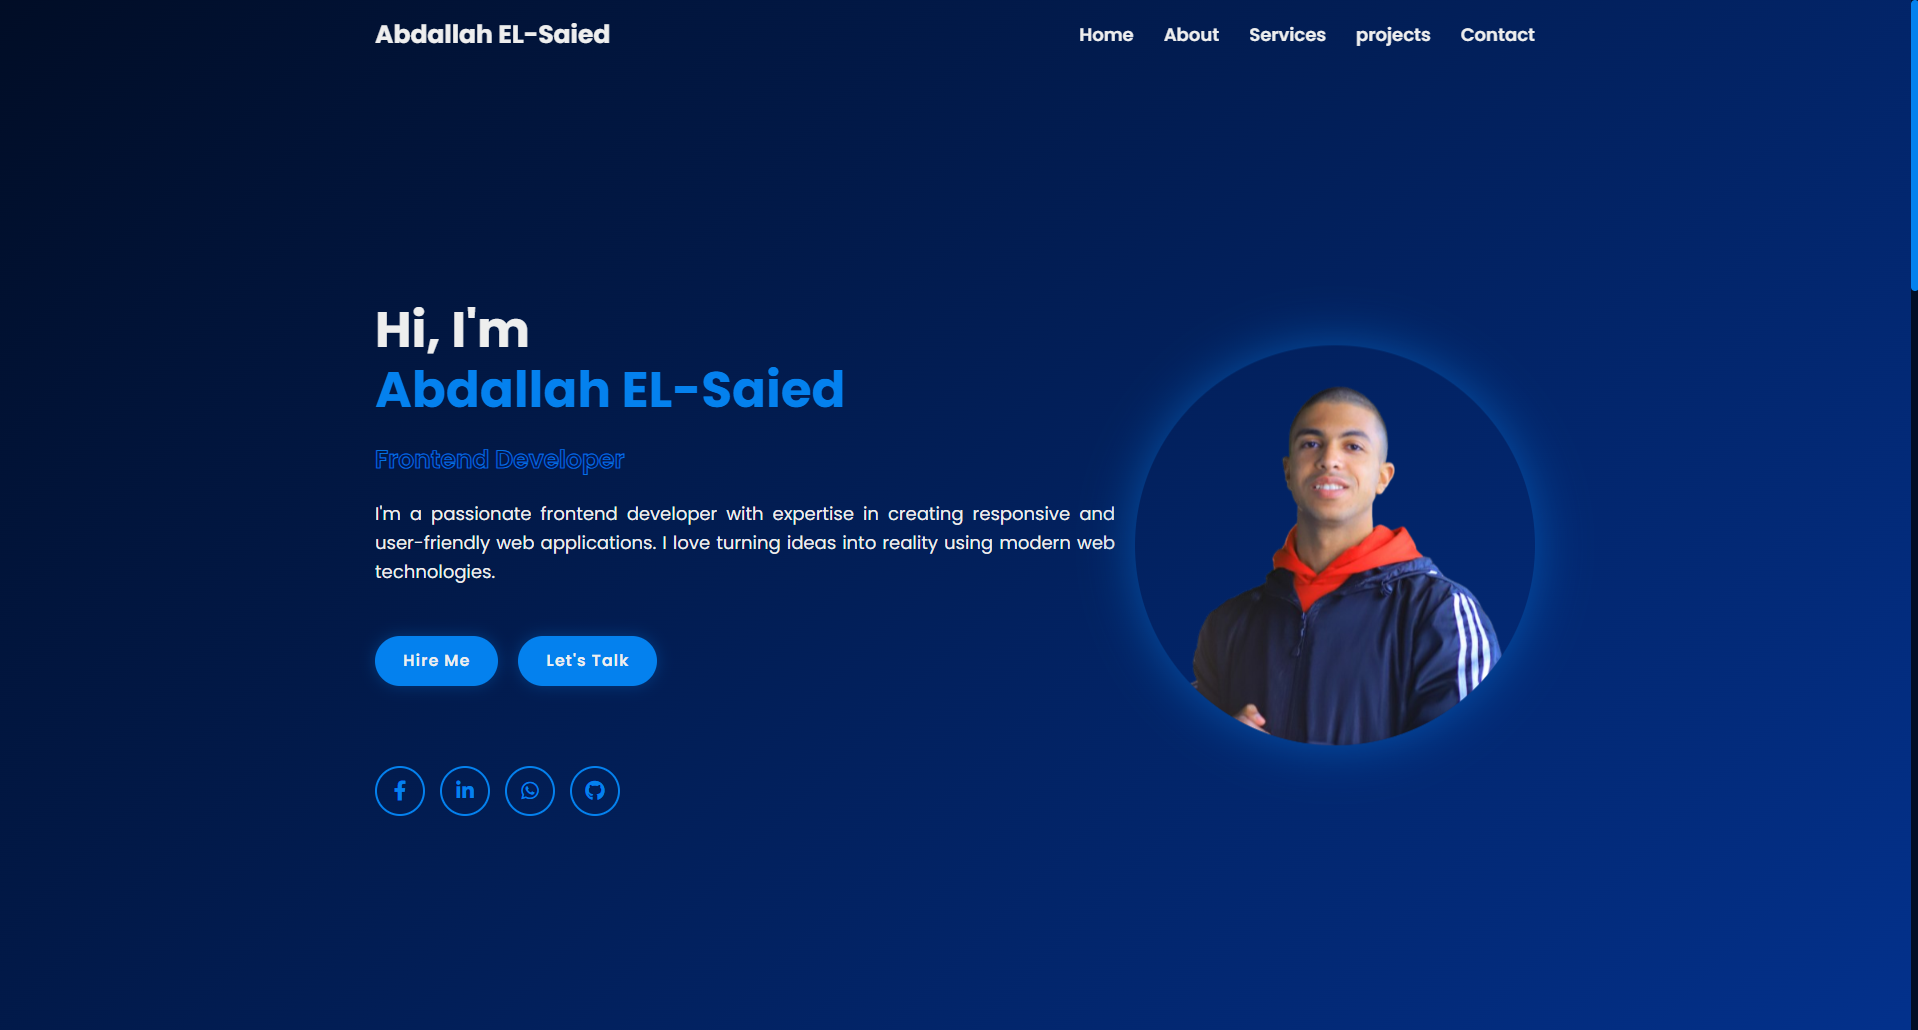 Abdallah EL-Saied
Home About Services projects Contact
Hi, I'm
Abdallah EL-Saied
Frontend Developer
I'm a passionate frontend developer with expertise in creating responsive and
user-friendly web applications. I love turning ideas into reality using modern web
technologies.
Hire Me Let's Talk